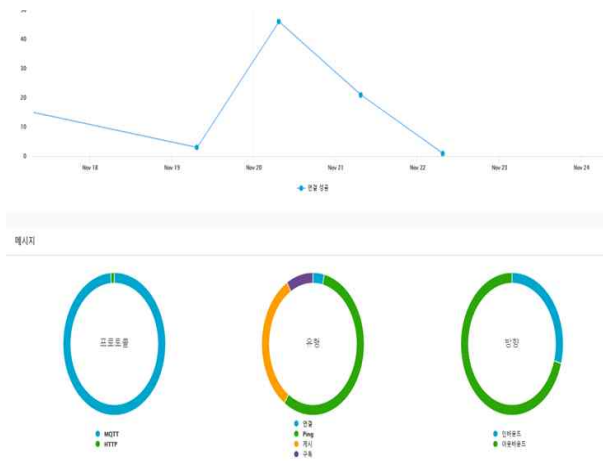 40
30
20
10
0
Nov 18 Nov 19 Nov 20 Nov 21 Nov 22 Nov 23 Nov 24
연결 성공
메시지
프로토콜 유형 방향
MQTT
HTTP
연결
Ping
게시
구독
인바운드
아웃바운드